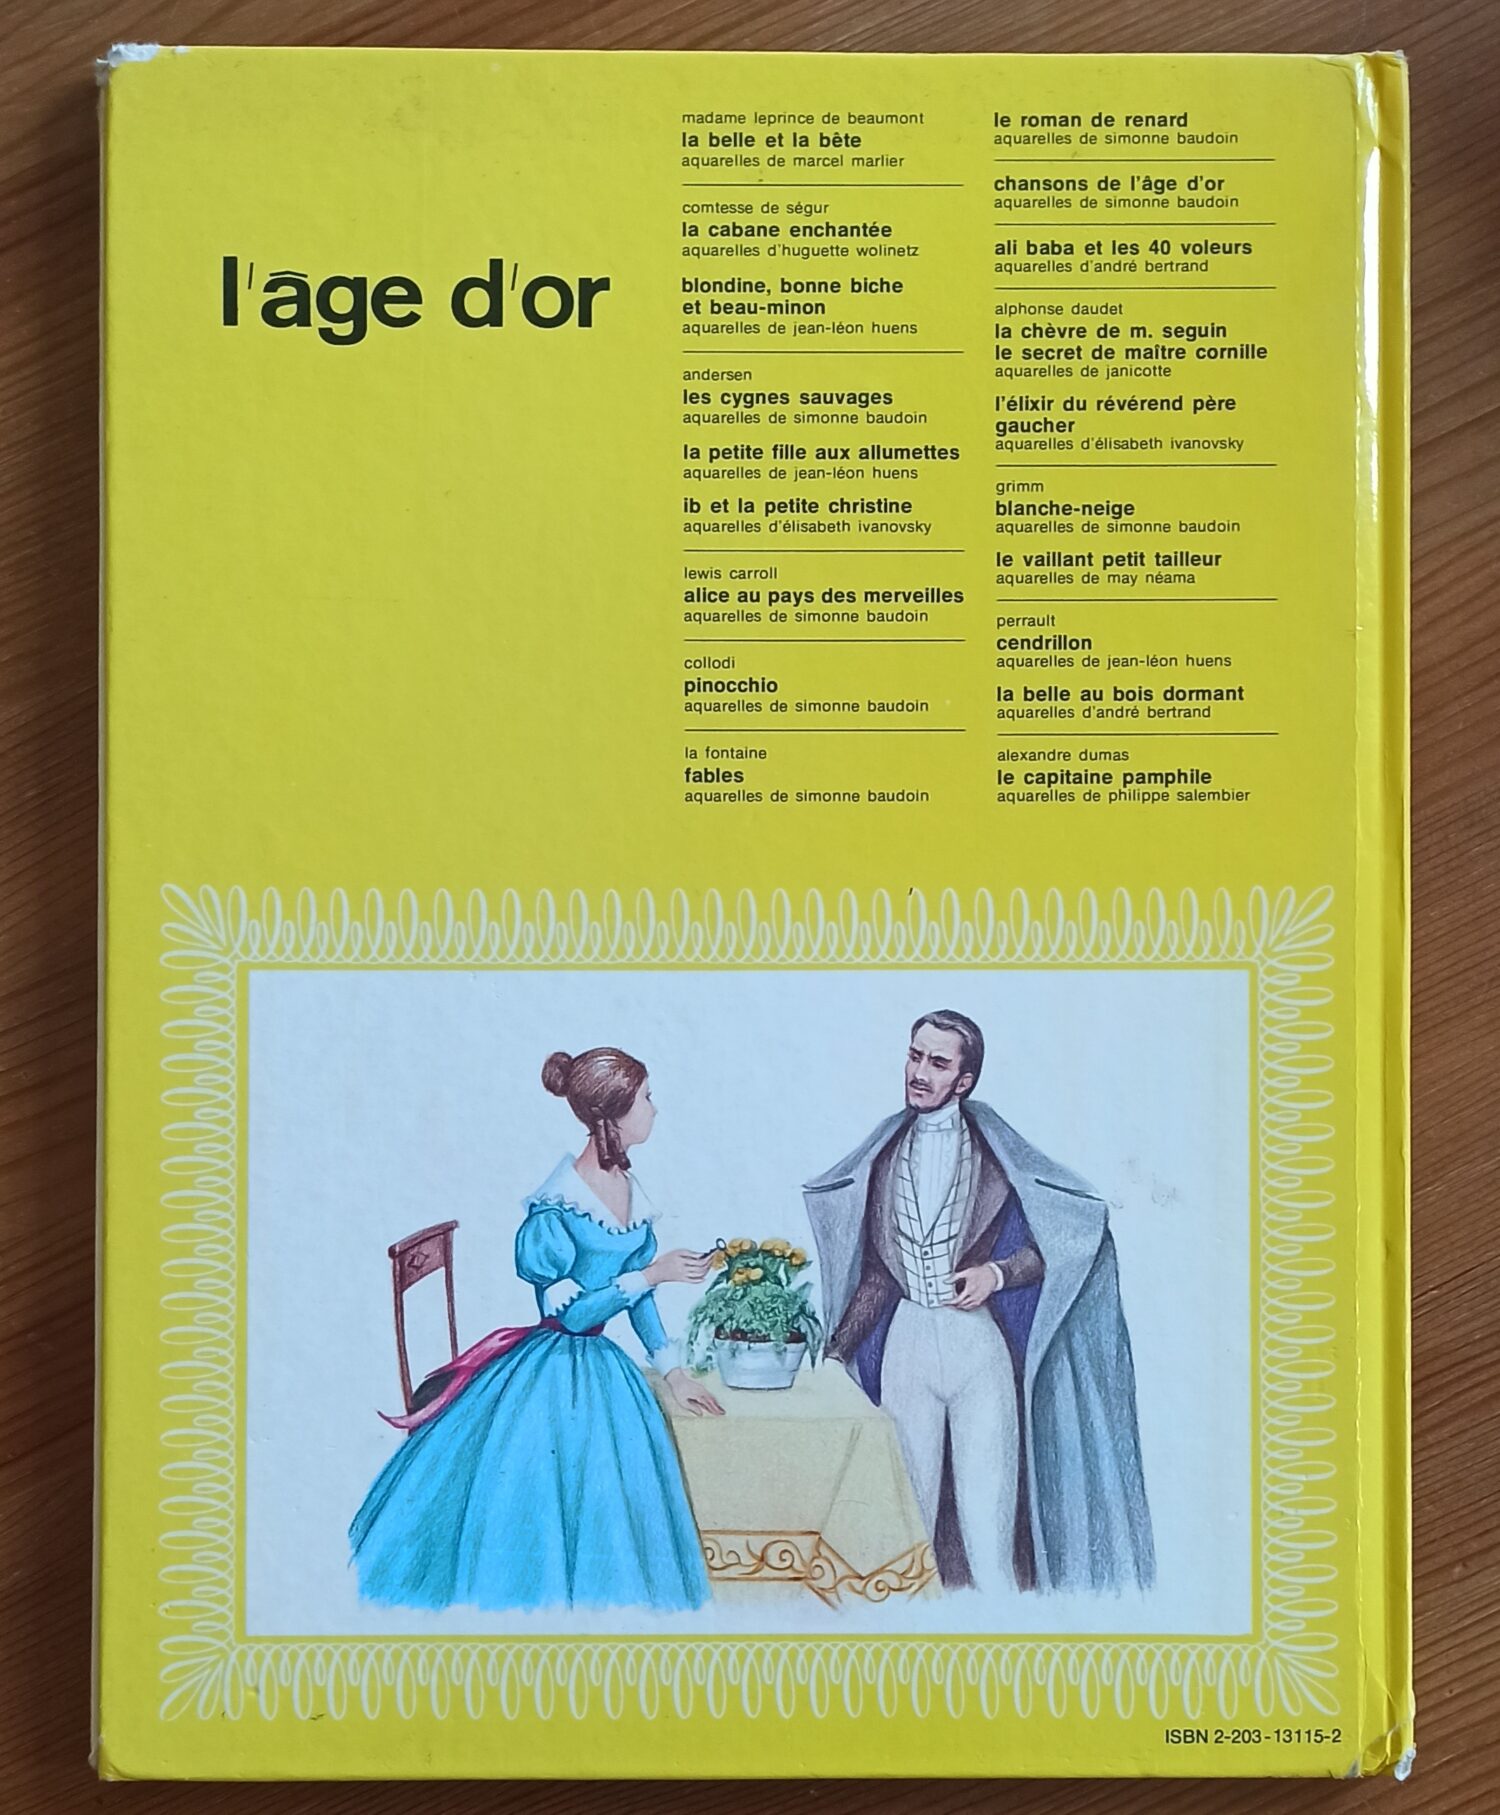 l'âge d'or
madame leprince de beaumont
la belle et la bête
aquarelles de marcel marlier
comtesse de ségur
la cabane enchantée
aquarelles d'huguette wolinetz
blondine, bonne biche
et beau-minon
aquarelles de jean-léon huens
andersen
les cygnes sauvages
aquarelles de simonne baudoin
la petite fille aux allumettes
aquarelles de jean-léon huens
ib et la petite christine
aquarelles d'élisabeth ivanovsky
lewis carroll
alice au pays des merveilles
aquarelles de simonne baudoin
collodi
pinocchio
aquarelles de simonne baudoin
la fontaine
fables
aquarelles de simonne baudoin
le roman de renard
aquarelles de simonne baudoin
chansons de l'âge d'or
aquarelles de simonne baudoin
ali baba et les 40 voleurs
aquarelles d'andré bertrand
alphonse daudet
la chèvre de m. seguin
le secret de maître cornille
aquarelles de janicotte
l'élixir du révérend père
gaucher
aquarelles d'élisabeth ivanovsky
grimm
blanche-neige
aquarelles de simonne baudoin
le vaillant petit tailleur
aquarelles de may néama
perrault
cendrillon
aquarelles de jean-léon huens
la belle au bois dormant
aquarelles d'andré bertrand
alexandre dumas
le capitaine pamphile
aquarelles de philippe salembier
ISBN 2-203-13115-2